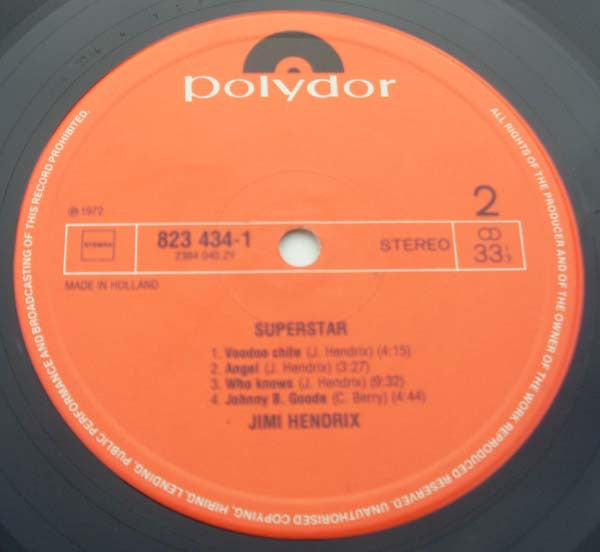 polydor
ALL RIGHTS OF THE PRODUCER AND OF THE OWNER OF THE WORK REPRODUCED RESERVED. UNAUTHORISED COPYING, HIRING, LENDING, PUBLIC PERFORMANCE AND BROADCASTING OF THIS RECORD PROHIBITED.
℗ 1972
2
STEMRA
823 434-1
2384 040.2Y
STEREO
33 1/3
MADE IN HOLLAND
SUPERSTAR
1. Voodoo chile (J. Hendrix) (4:15)
2. Angel (J. Hendrix) (3:27)
3. Who knows (J. Hendrix) (9:32)
4. Johnny B. Goode (C. Berry) (4:44)
JIMI HENDRIX